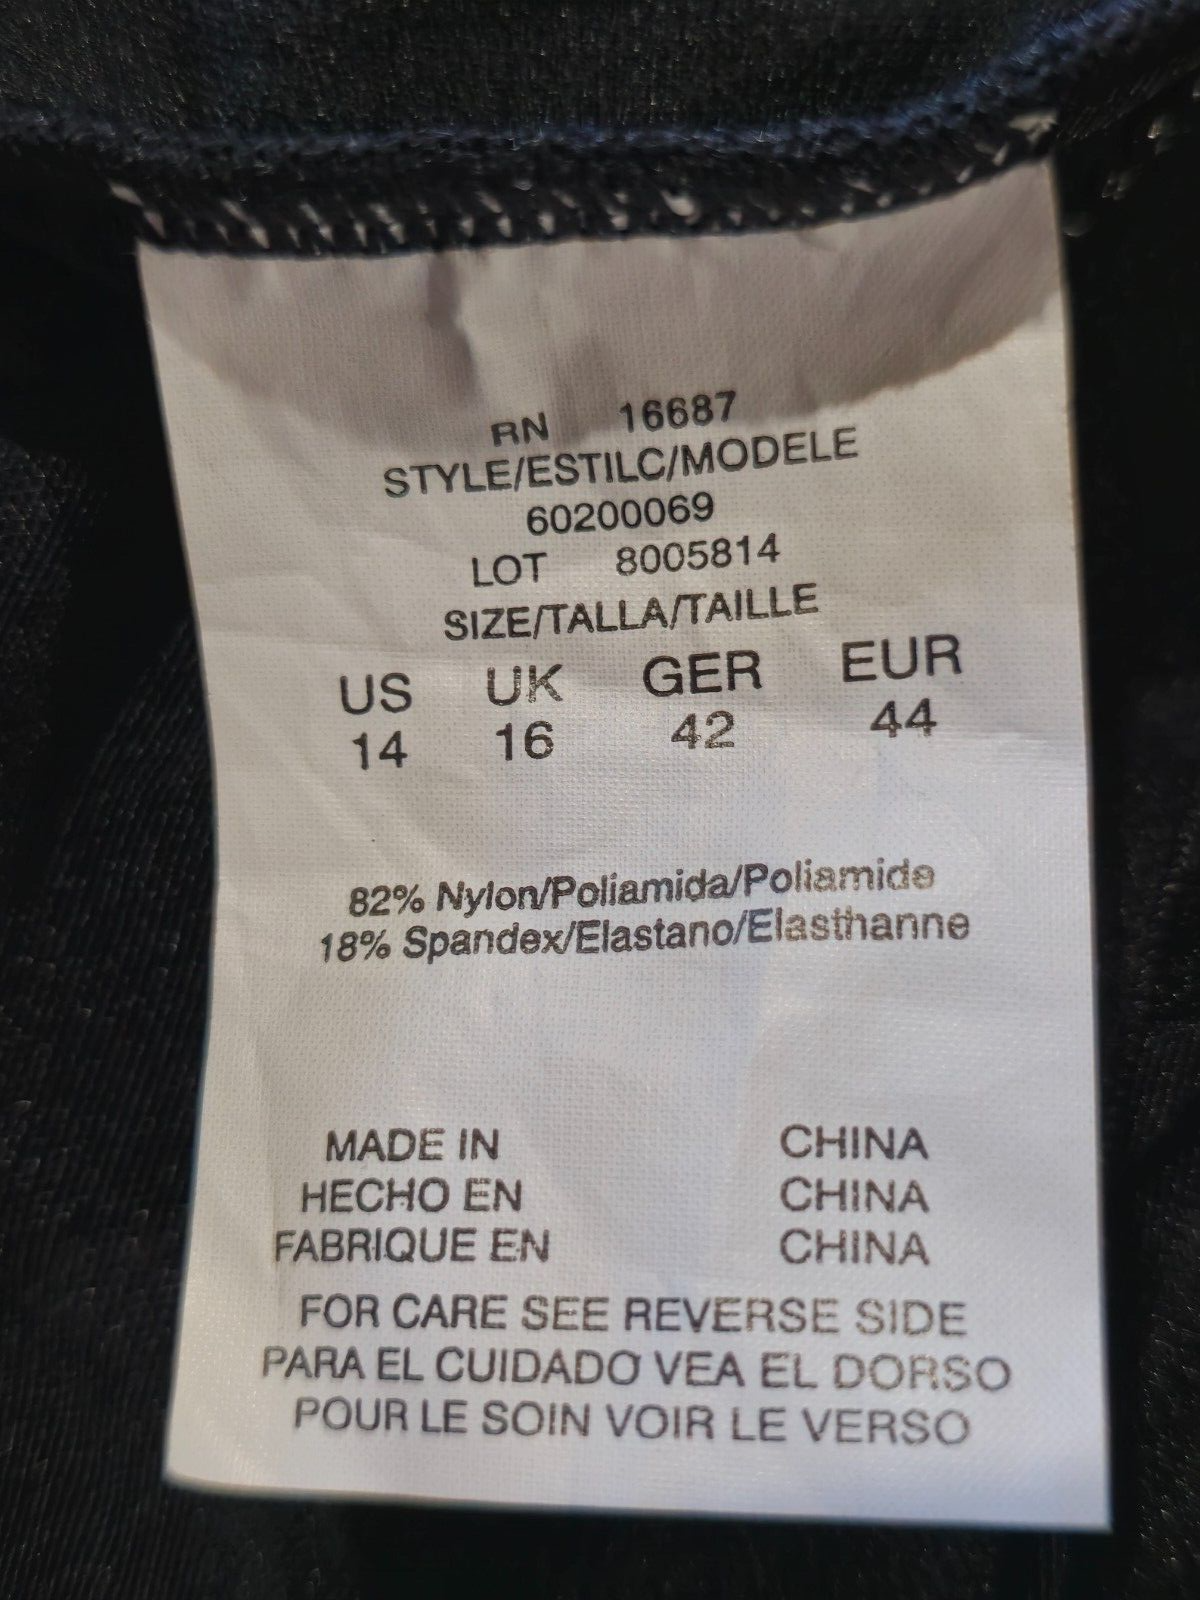 RN 16687
STYLE/ESTILC/MODELE
60200069
LOT 8005814
SIZE/TALLA/TAILLE
US UK GER EUR
14 16 42 44
82% Nylon/Poliamida/Poliamide
18% Spandex/Elastano/Elasthanne
MADE IN CHINA
HECHO EN CHINA
FABRIQUE EN CHINA
FOR CARE SEE REVERSE SIDE
PARA EL CUIDADO VEA EL DORSO
POUR LE SOIN VOIR LE VERSO